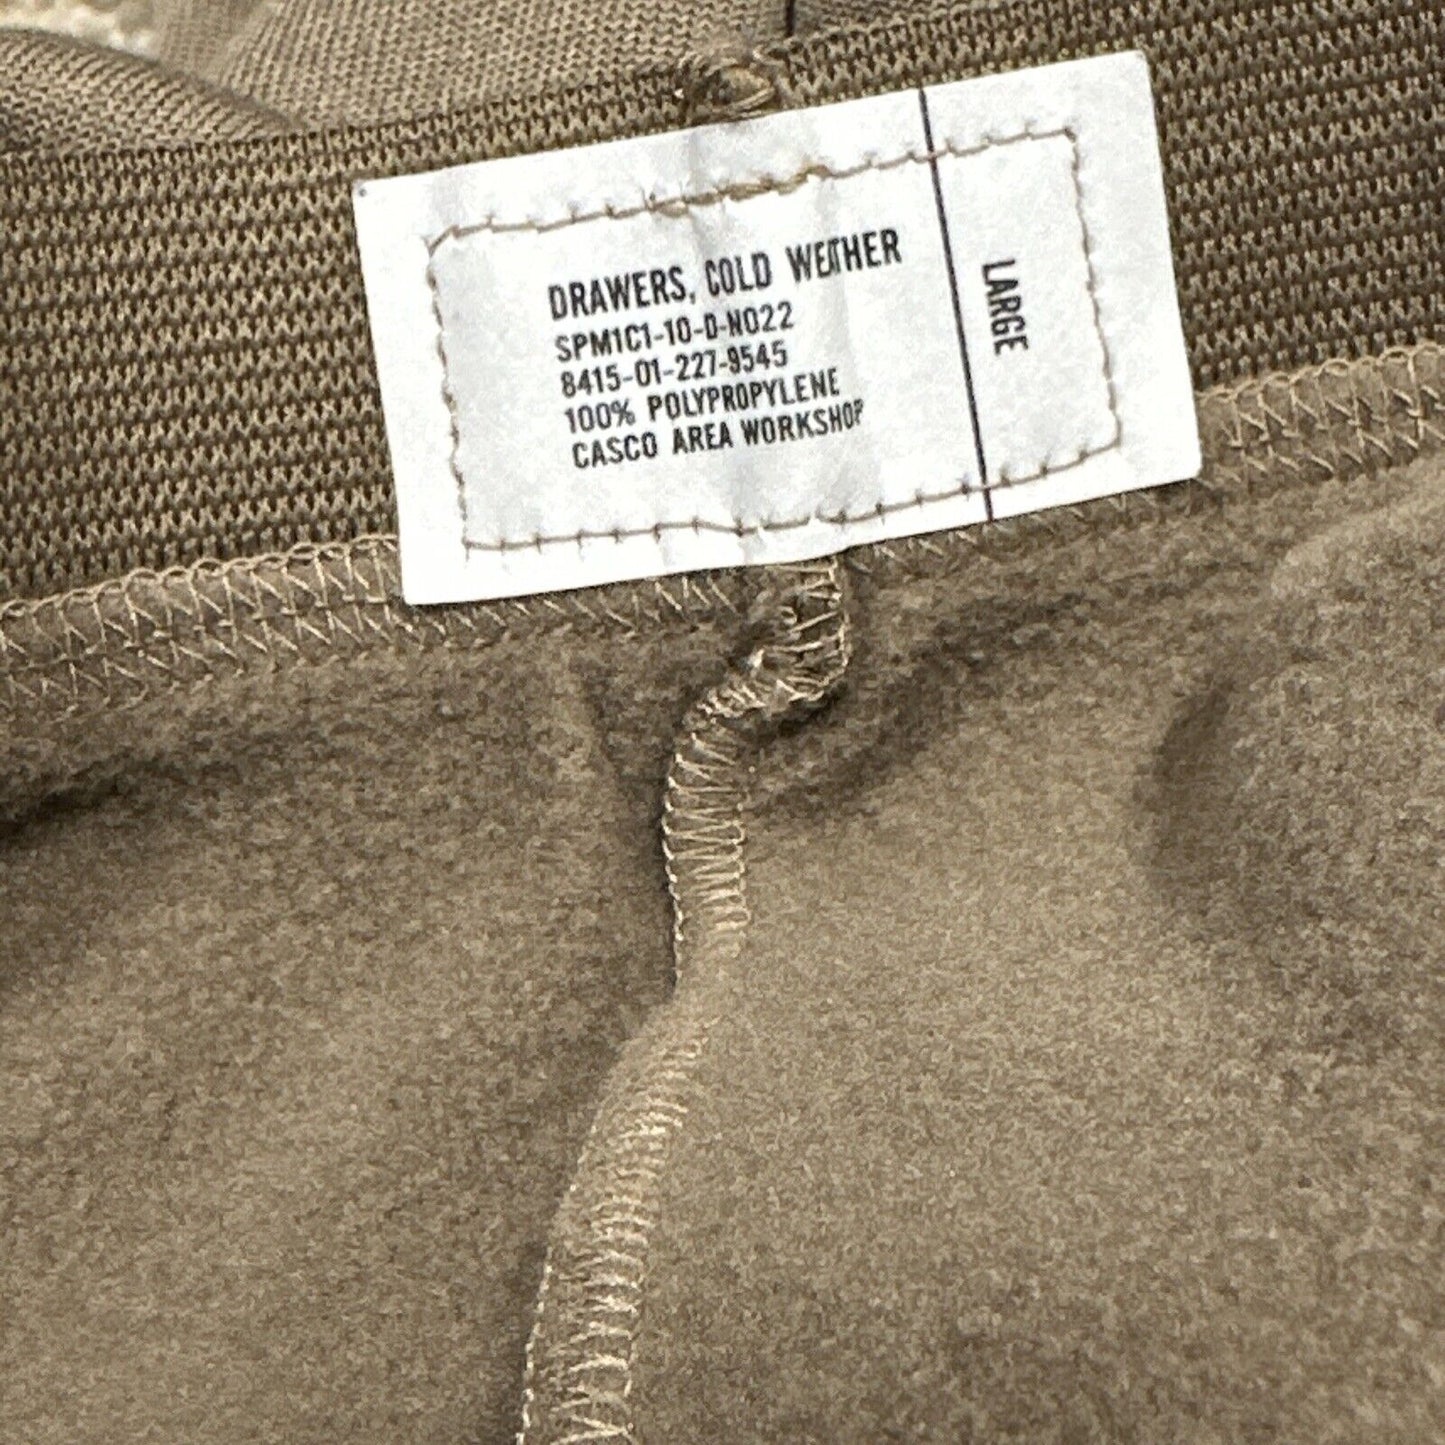 DRAWERS, COLD WEATHER
SPM1C1-10-D-N022
8415-01-227-9545
100% POLYPROPYLENE
CASCO AREA WORKSHOP
LARGE